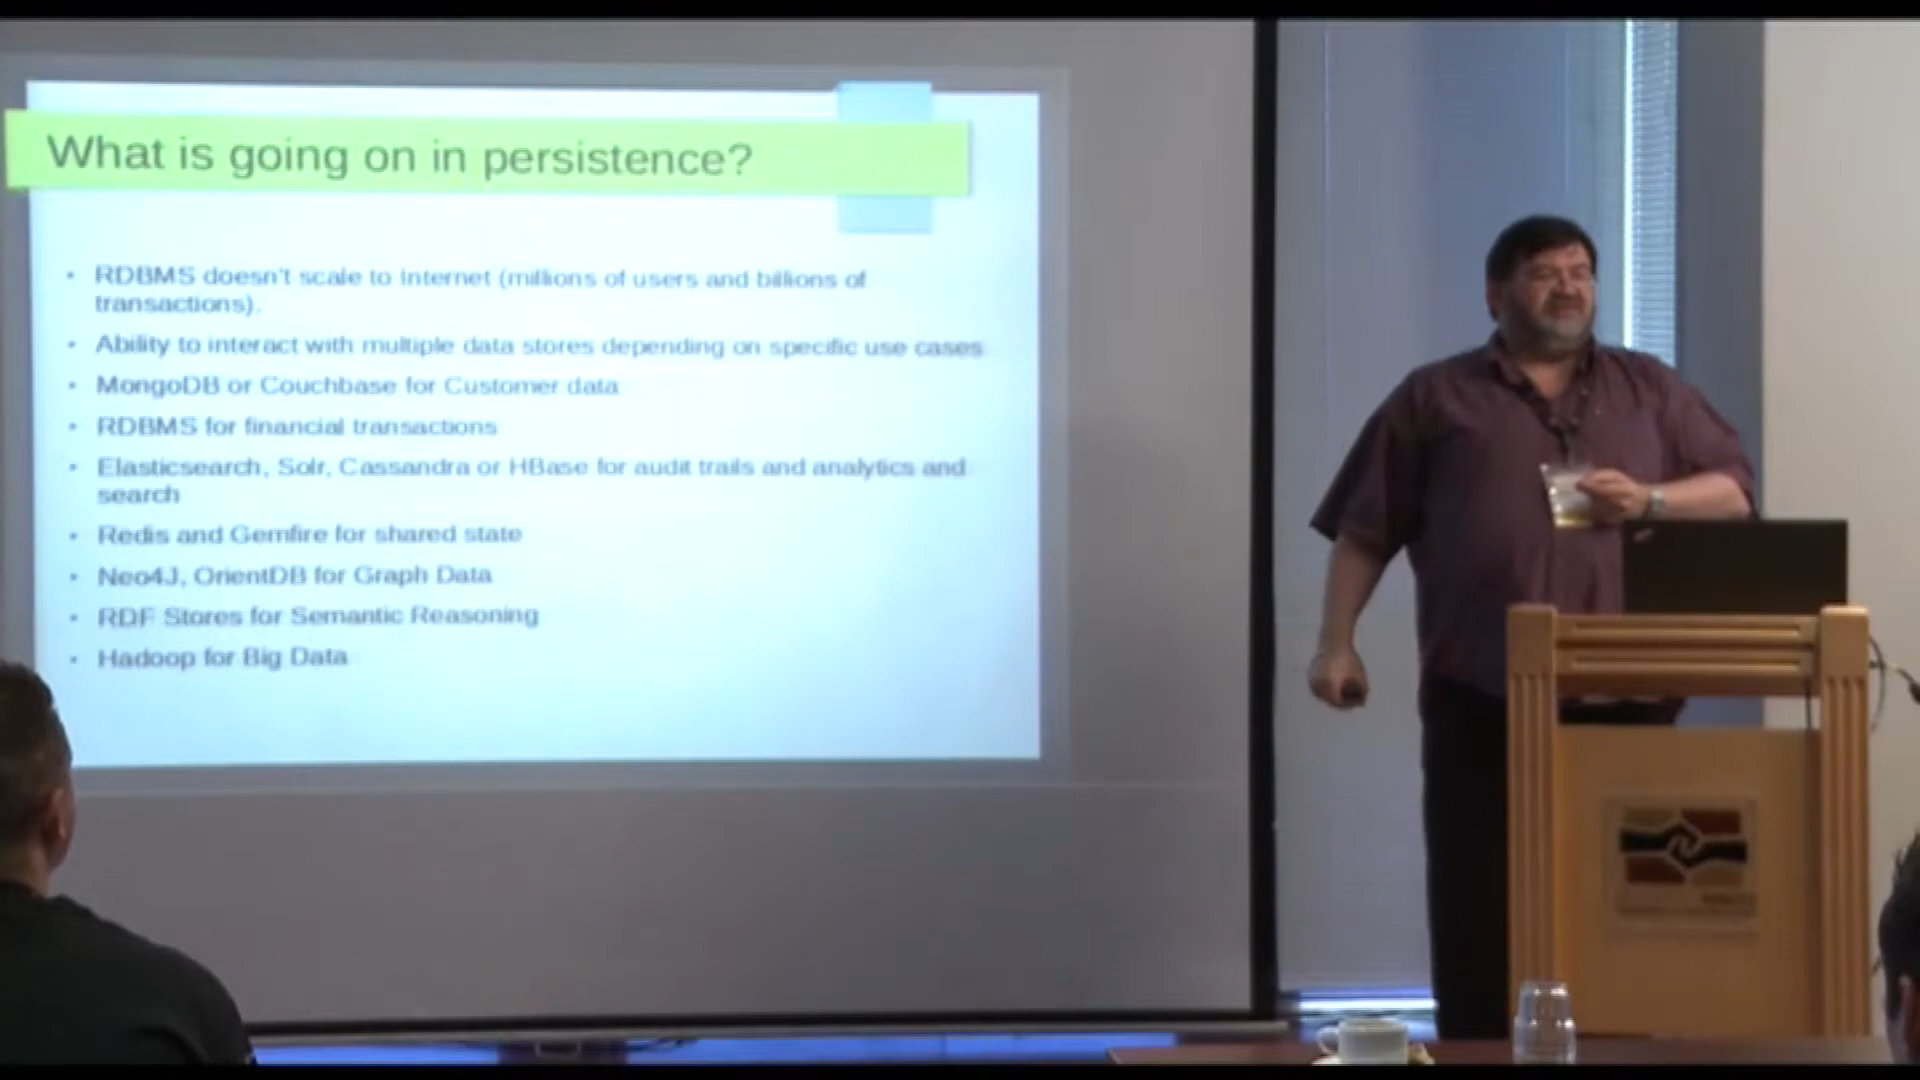 What is going on in persistence?
• RDBMS doesn't scale to Internet (millions of users and billions of
transactions).
• Ability to interact with multiple data stores depending on specific use cases
• MongoDB or Couchbase for Customer data
• RDBMS for financial transactions
• Elasticsearch, Solr, Cassandra or HBase for audit trails and analytics and
search
• Redis and Gemfire for shared state
• Neo4J, OrientDB for Graph Data
• RDF Stores for Semantic Reasoning
• Hadoop for Big Data